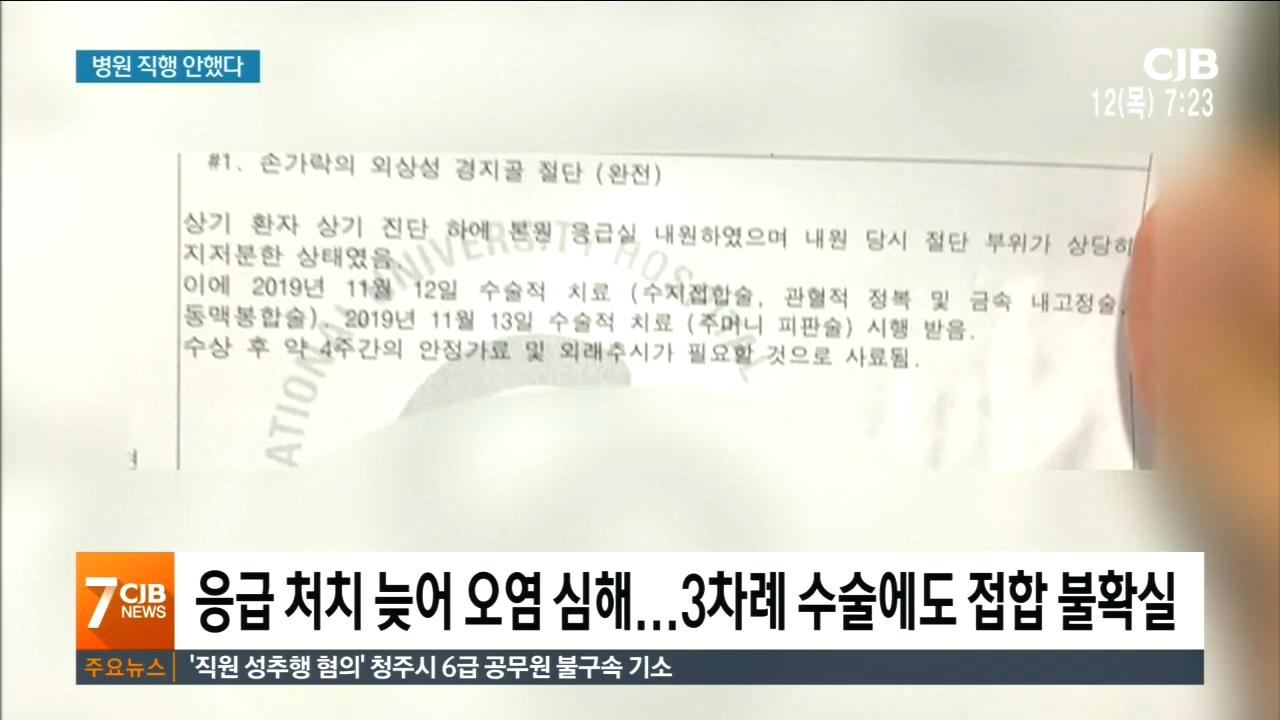 병원 직행 안했다
CJB
12(목) 7:23
#1. 손가락의 외상성 경지골 절단 (완전)
상기 환자 상기 진단 하에 본원 응급실 내원하였으며 내원 당시 절단 부위가 상당히
지저분한 상태였음.
이에 2019년 11월 12일 수술적 치료 (수지접합술, 관혈적 정복 및 금속 내고정술,
동맥봉합술), 2019년 11월 13일 수술적 치료 (주머니 피판술) 시행 받음.
수상 후 약 4주간의 안정가료 및 외래추시가 필요할 것으로 사료됨.
ATIONAL UNIVERSITY HOSPITAL
7 CJB NEWS
응급 처치 늦어 오염 심해...3차례 수술에도 접합 불확실
주요뉴스 '직원 성추행 혐의' 청주시 6급 공무원 불구속 기소